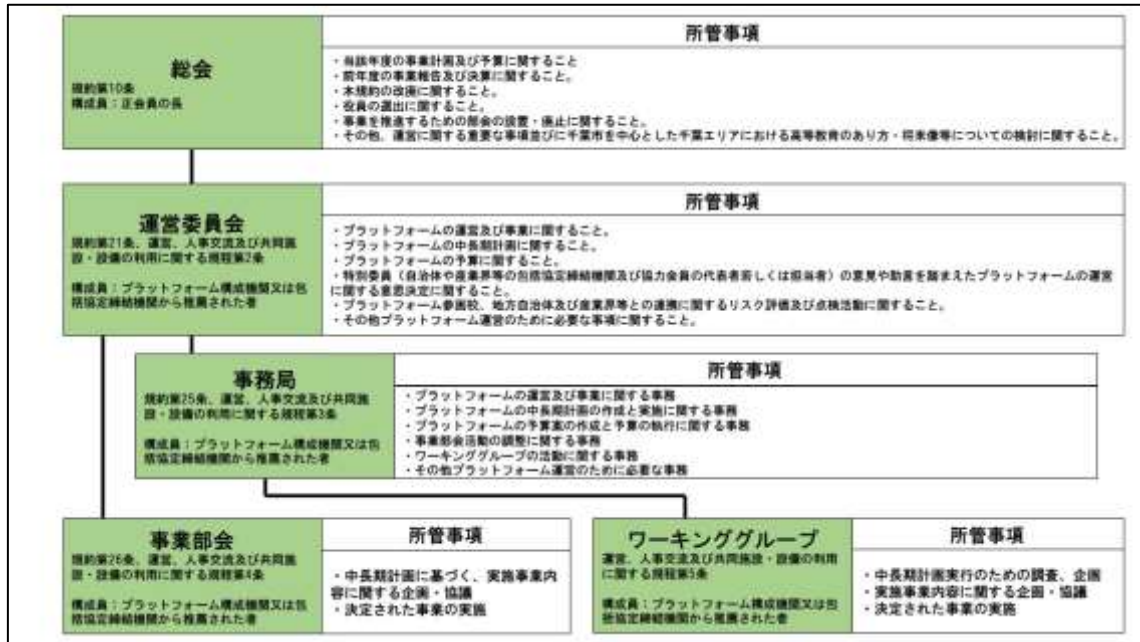 総会
規約第10条
構成員：正会員の長
所管事項
・当該年度の事業計画及び予算に関すること
・前年度の事業報告及び決算に関すること。
・本規約の改廃に関すること。
・役員の選出に関すること。
・事業を推進するための部会の設置・廃止に関すること。
・その他、運営に関する重要な事項並びに千葉市を中心とした千葉エリアにおける高等教育のあり方・将来像等についての検討に関すること。
運営委員会
規約第21条、運営、人事交流及び共同施
設・設備の利用に関する規程第2条
構成員：プラットフォーム構成機関又は包
括協定締結機関から推薦された者
所管事項
・プラットフォームの運営及び事業に関すること。
・プラットフォームの中長期計画に関すること。
・プラットフォームの予算に関すること。
・特別委員（自治体や産業界等の包括協定締結機関及び協力会員の代表者若しくは担当者）の意見や助言を踏まえたプラットフォームの運営
に関する意思決定に関すること。
・プラットフォーム参画校、地方自治体及び産業界等との連携に関するリスク評価及び点検活動に関すること。
・その他プラットフォーム運営のために必要な事項に関すること。
事務局
規約第25条、運営、人事交流及び共同施
設・設備の利用に関する規程第3条
構成員：プラットフォーム構成機関又は包
括協定締結機関から推薦された者
所管事項
・プラットフォームの運営及び事業に関する事務
・プラットフォームの中長期計画の作成と実施に関する事務
・プラットフォームの予算案の作成と予算の執行に関する事務
・事業部会活動の調整に関する事務
・ワーキンググループの活動に関する事務
・その他プラットフォーム運営のために必要な事務
事業部会
規約第26条、運営、人事交流及び共同施
設・設備の利用に関する規程第4条
構成員：プラットフォーム構成機関又は包
括協定締結機関から推薦された者
所管事項
・中長期計画に基づく、実施事業内
容に関する企画・協議
・決定された事業の実施
ワーキンググループ
運営、人事交流及び共同施設・設備の利用
に関する規程第5条
構成員：プラットフォーム構成機関又は包
括協定締結機関から推薦された者
所管事項
・中長期計画実行のための調査、企画
・実施事業内容に関する企画・協議
・決定された事業の実施